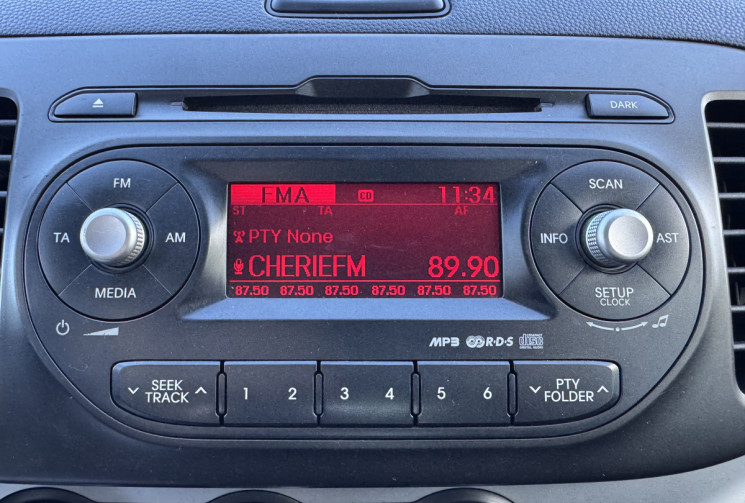 DARK
FM
TA
AM
MEDIA
FMA CD 11:34
ST TA AF
PTY None
CHERIEFM 89.90
87.50 87.50 87.50 87.50 87.50 87.50
SCAN
INFO
AST
SETUP
CLOCK
MP3 R·D·S
SEEK
TRACK
1 2 3 4 5 6
PTY
FOLDER